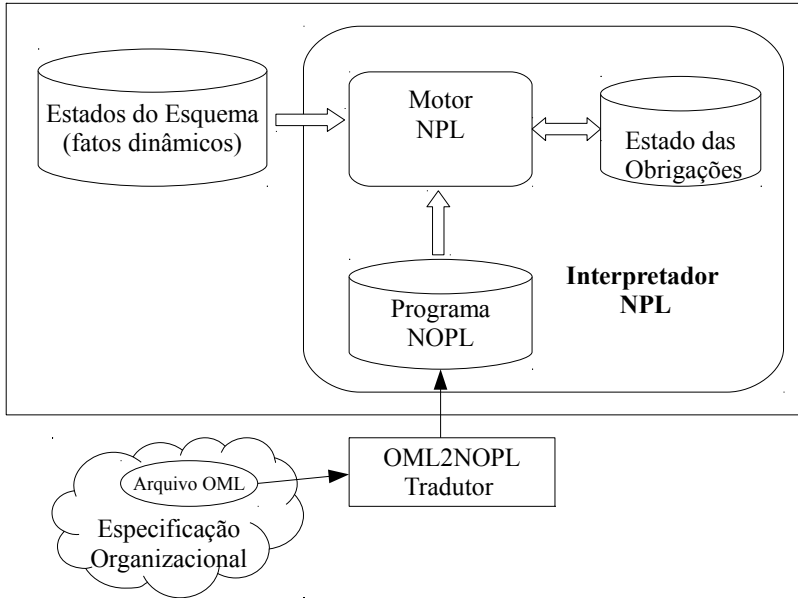 Estados do Esquema
(fatos dinâmicos)
Motor
NPL
Estado das
Obrigações
Interpretador
NPL
Programa
NOPL
OML2NOPL
Tradutor
Arquivo OML
Especificação
Organizacional